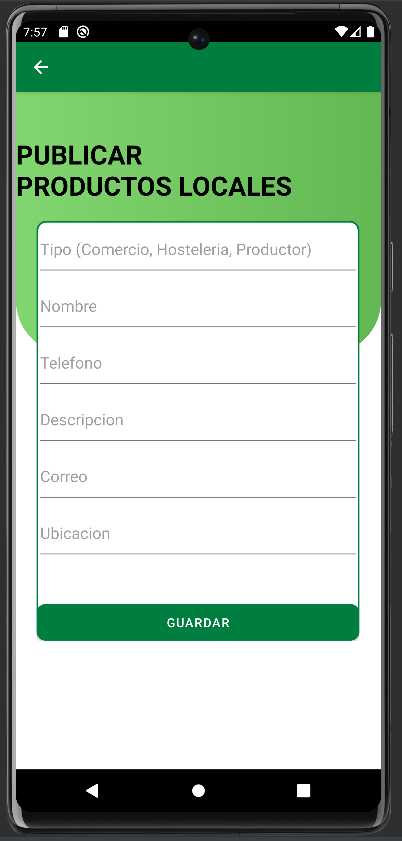 7:57
PUBLICAR
PRODUCTOS LOCALES
Tipo (Comercio, Hosteleria, Productor)
Nombre
Telefono
Descripcion
Correo
Ubicacion
GUARDAR